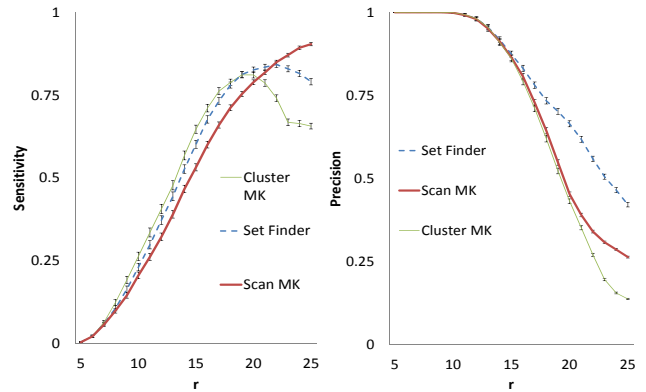 1
0.75
0.5
0.25
0
Sensitivity
5 10 15 20 25
r
Cluster
MK
Set Finder
Scan MK
1
0.75
0.5
0.25
0
Precision
5 10 15 20 25
r
Set Finder
Scan MK
Cluster MK